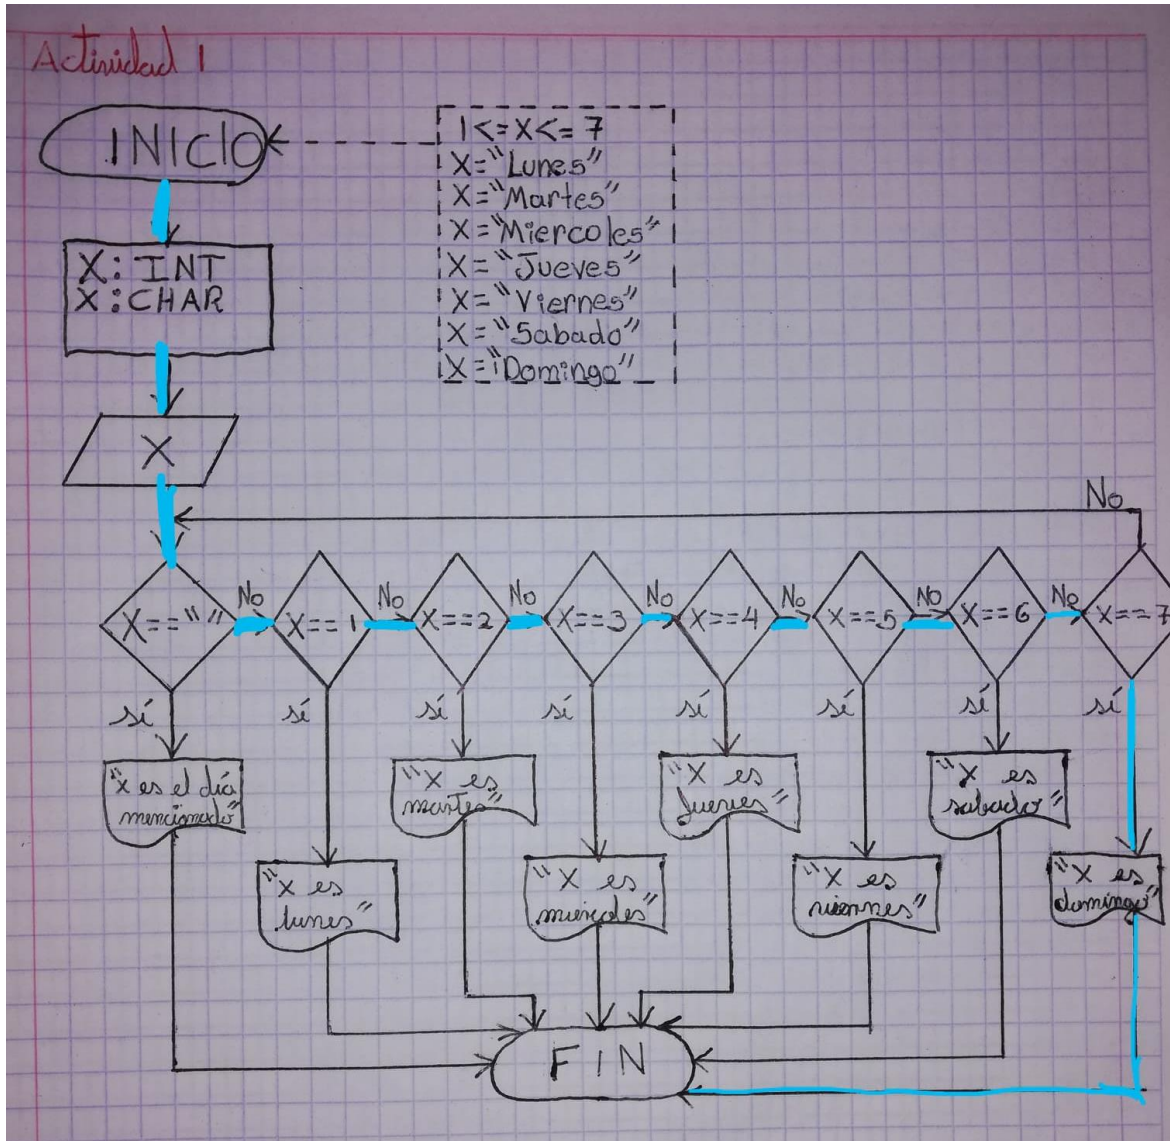 Actividad 1
INICIO
1<=X<=7
X="Lunes"
X="Martes"
X="Miercoles"
X="Jueves"
X="Viernes"
X="Sabado"
X="Domingo"
X: INT
X: CHAR
X
No
X==" "
No
X==1
No
X==2
No
X==3
No
X==4
No
X==5
No
X==6
No
X==7
sí
sí
sí
sí
sí
sí
sí
sí
"X es el día
mencionado"
"X es
martes"
"X es
jueves"
"X es
sabado"
"X es
lunes"
"X es
miercoles"
"X es
viernes"
"X es
domingo"
FIN